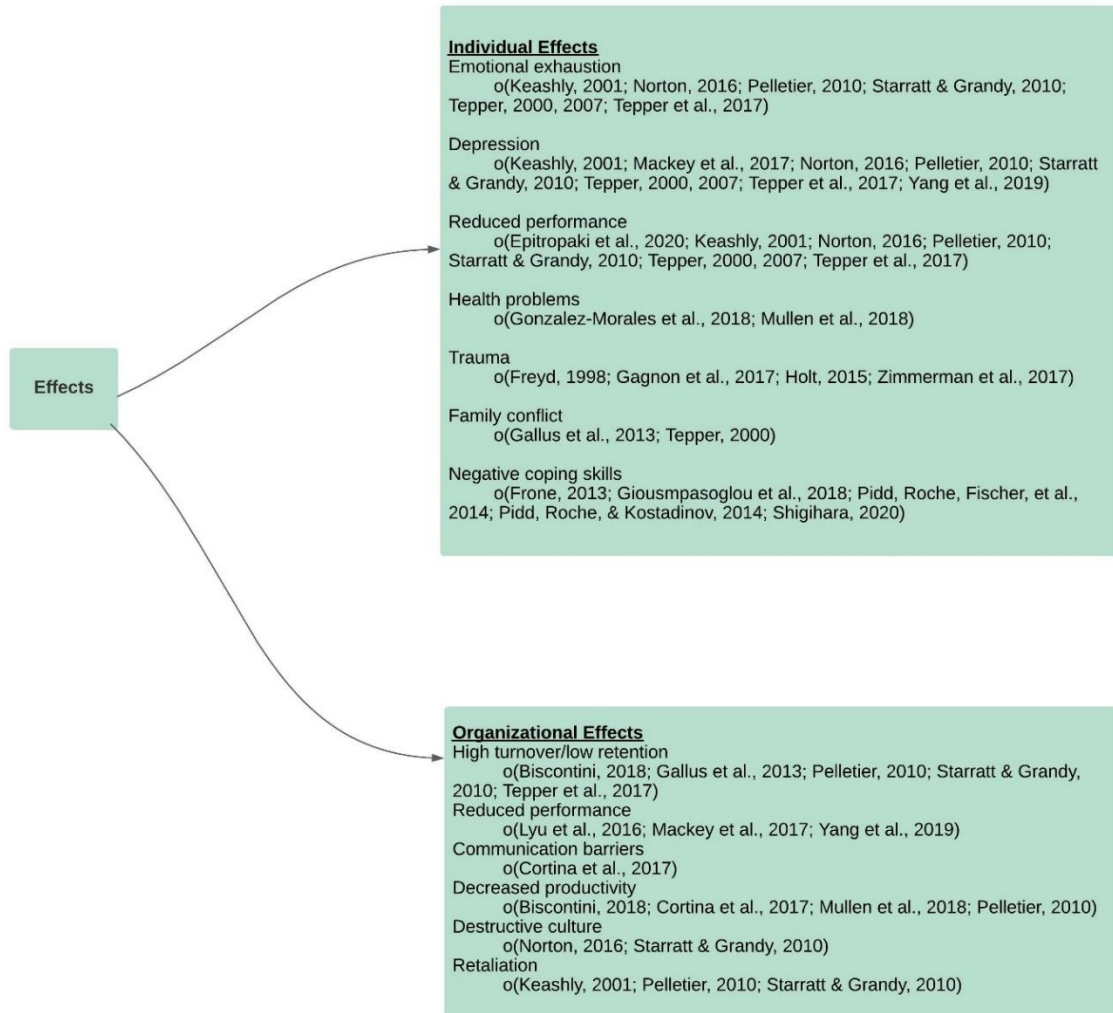 Effects
Individual Effects
Emotional exhaustion
o(Keashly, 2001; Norton, 2016; Pelletier, 2010; Starratt & Grandy, 2010;
Tepper, 2000, 2007; Tepper et al., 2017)
Depression
o(Keashly, 2001; Mackey et al., 2017; Norton, 2016; Pelletier, 2010; Starratt
& Grandy, 2010; Tepper, 2000, 2007; Tepper et al., 2017; Yang et al., 2019)
Reduced performance
o(Epitropaki et al., 2020; Keashly, 2001; Norton, 2016; Pelletier, 2010;
Starratt & Grandy, 2010; Tepper, 2000, 2007; Tepper et al., 2017)
Health problems
o(Gonzalez-Morales et al., 2018; Mullen et al., 2018)
Trauma
o(Freyd, 1998; Gagnon et al., 2017; Holt, 2015; Zimmerman et al., 2017)
Family conflict
o(Gallus et al., 2013; Tepper, 2000)
Negative coping skills
o(Frone, 2013; Giousmpasoglou et al., 2018; Pidd, Roche, Fischer, et al.,
2014; Pidd, Roche, & Kostadinov, 2014; Shigihara, 2020)
Organizational Effects
High turnover/low retention
o(Biscontini, 2018; Gallus et al., 2013; Pelletier, 2010; Starratt & Grandy,
2010; Tepper et al., 2017)
Reduced performance
o(Lyu et al., 2016; Mackey et al., 2017; Yang et al., 2019)
Communication barriers
o(Cortina et al., 2017)
Decreased productivity
o(Biscontini, 2018; Cortina et al., 2017; Mullen et al., 2018; Pelletier, 2010)
Destructive culture
o(Norton, 2016; Starratt & Grandy, 2010)
Retaliation
o(Keashly, 2001; Pelletier, 2010; Starratt & Grandy, 2010)